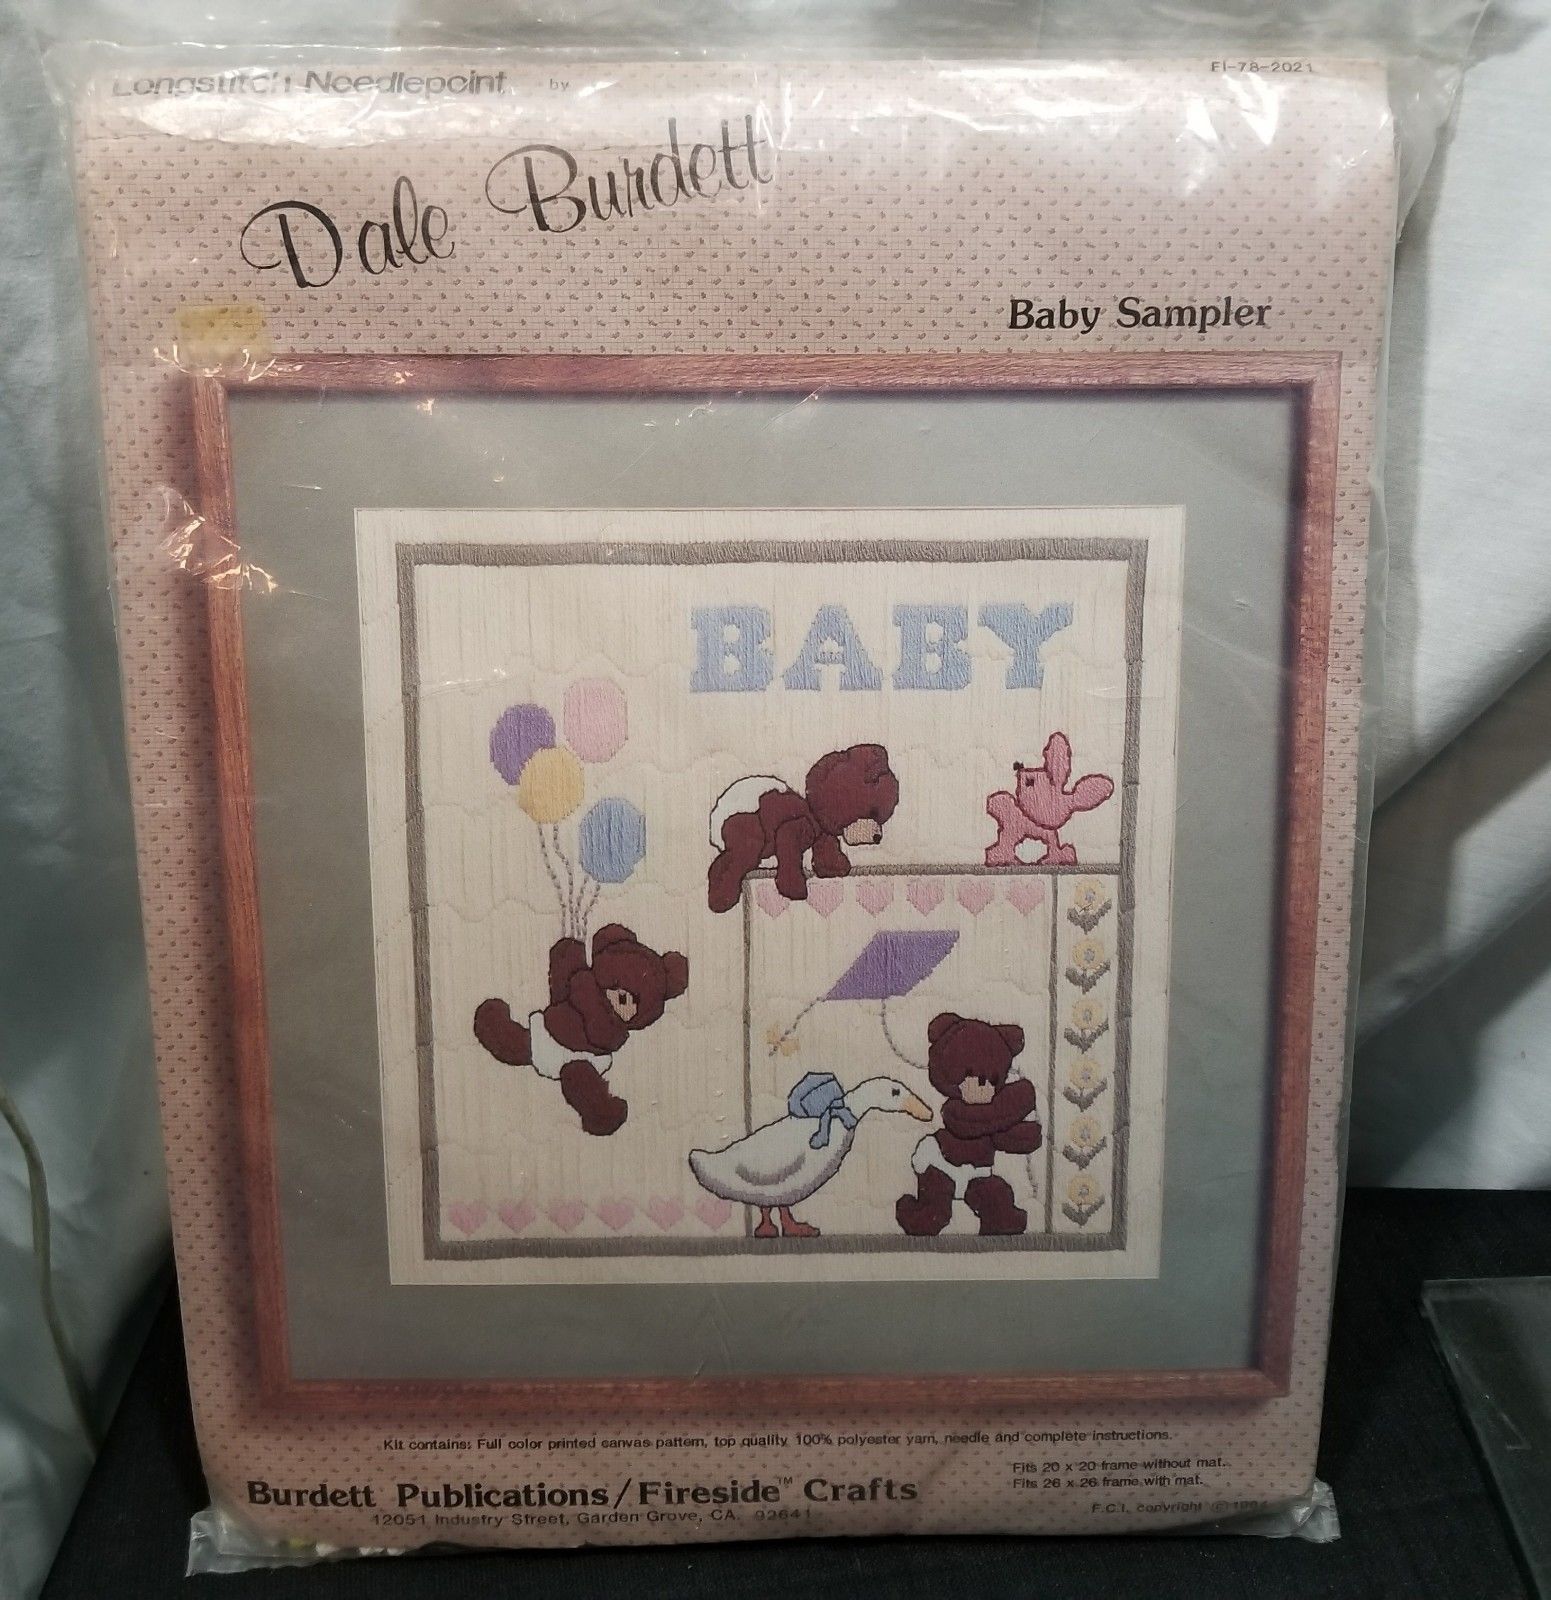 Longstitch Needlepoint by
FI-78-2021
Dale Burdett
Baby Sampler
BABY
Kit contains: Full color printed canvas pattern, top quality 100% polyester yarn, needle and complete instructions.
Fits 20 x 20 frame without mat.
Fits 26 x 26 frame with mat.
Burdett Publications/Fireside™ Crafts
12051 Industry Street, Garden Grove, CA. 92641
F.C.I. copyright ©